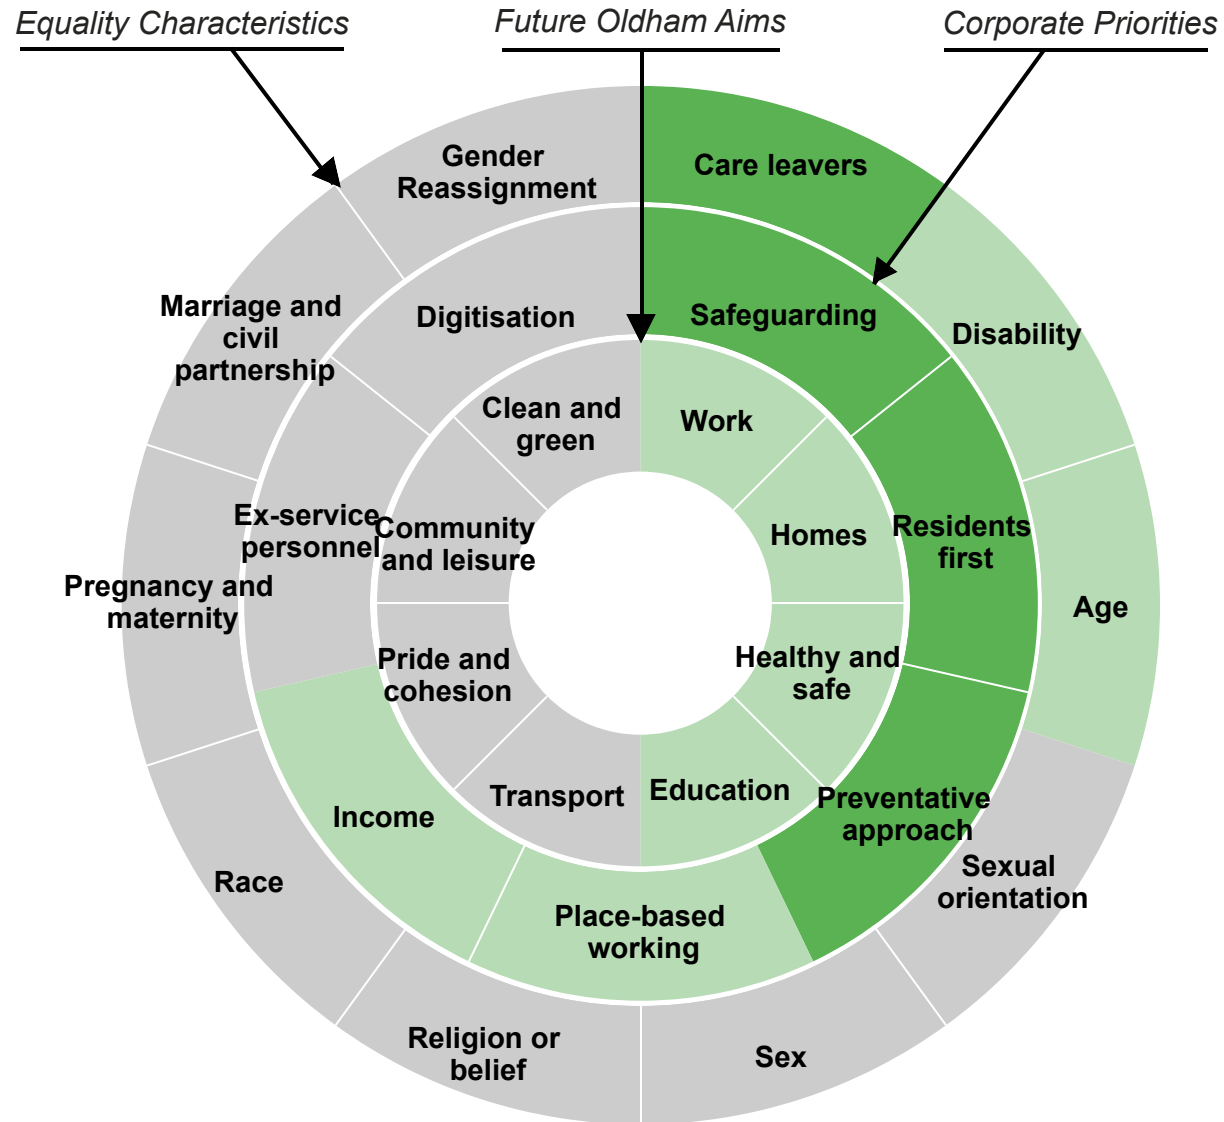 Equality Characteristics
Future Oldham Aims
Corporate Priorities
Gender
Reassignment
Care leavers
Marriage and
civil
partnership
Digitisation
Safeguarding
Disability
Clean and
green
Work
Ex-service
personnel
Community
and leisure
Homes
Residents
first
Pregnancy and
maternity
Age
Pride and
cohesion
Healthy and
safe
Income
Transport
Education
Preventative
approach
Race
Place-based
working
Sexual
orientation
Religion or
belief
Sex